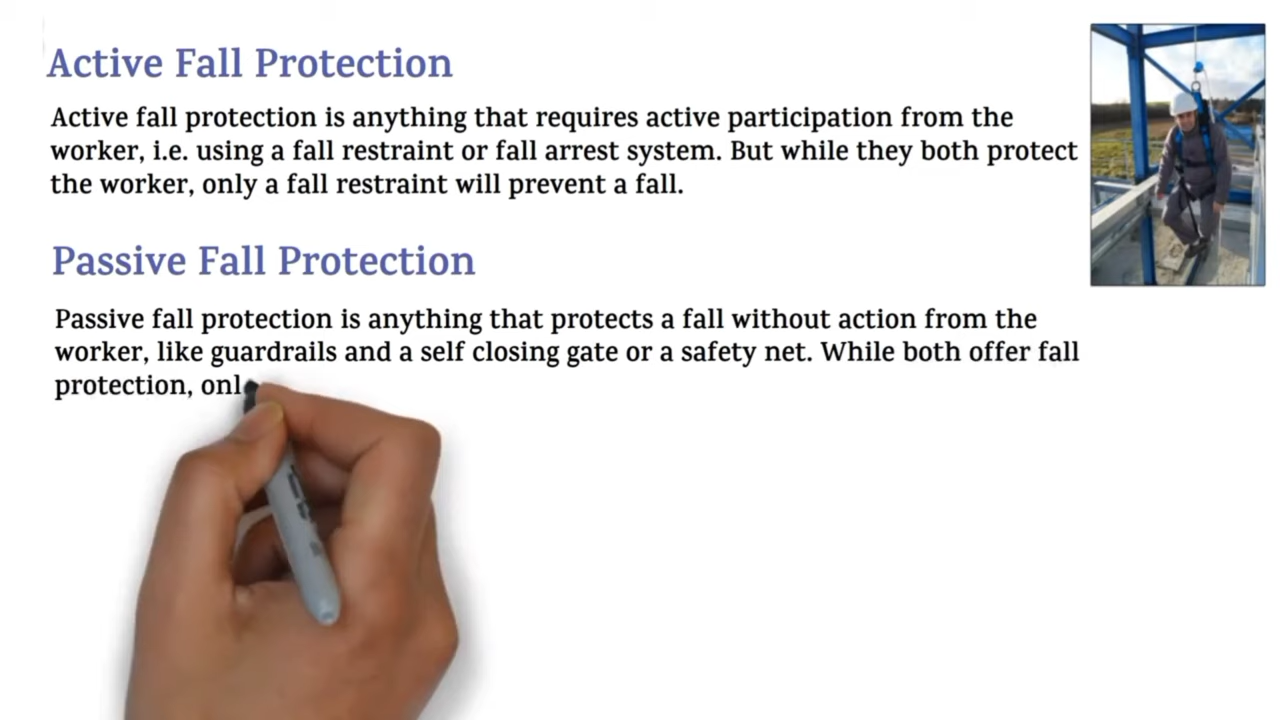 Active Fall Protection
Active fall protection is anything that requires active participation from the
worker, i.e. using a fall restraint or fall arrest system. But while they both protect
the worker, only a fall restraint will prevent a fall.
Passive Fall Protection
Passive fall protection is anything that protects a fall without action from the
worker, like guardrails and a self closing gate or a safety net. While both offer fall
protection, onl